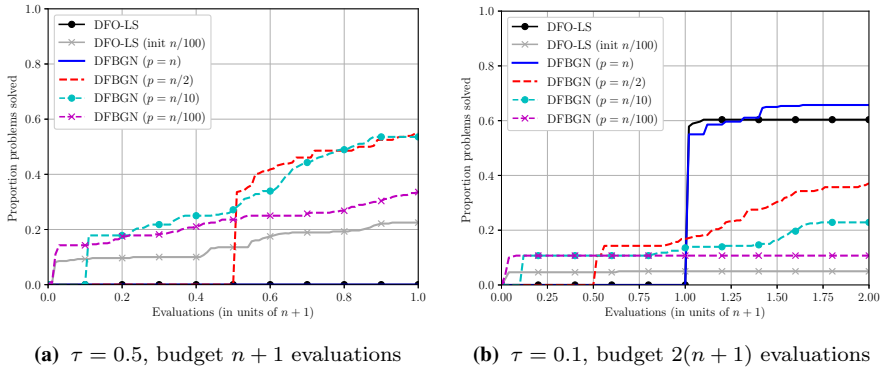 DFO-LS
DFO-LS (init n/100)
DFBGN (p = n)
DFBGN (p = n/2)
DFBGN (p = n/10)
DFBGN (p = n/100)
Proportion problems solved
1.0
0.8
0.6
0.4
0.2
0.0
0.0 0.2 0.4 0.6 0.8 1.0
Evaluations (in units of n + 1)
(a) τ = 0.5, budget n + 1 evaluations
DFO-LS
DFO-LS (init n/100)
DFBGN (p = n)
DFBGN (p = n/2)
DFBGN (p = n/10)
DFBGN (p = n/100)
Proportion problems solved
1.0
0.8
0.6
0.4
0.2
0.0
0.00 0.25 0.50 0.75 1.00 1.25 1.50 1.75 2.00
Evaluations (in units of n + 1)
(b) τ = 0.1, budget 2(n + 1) evaluations